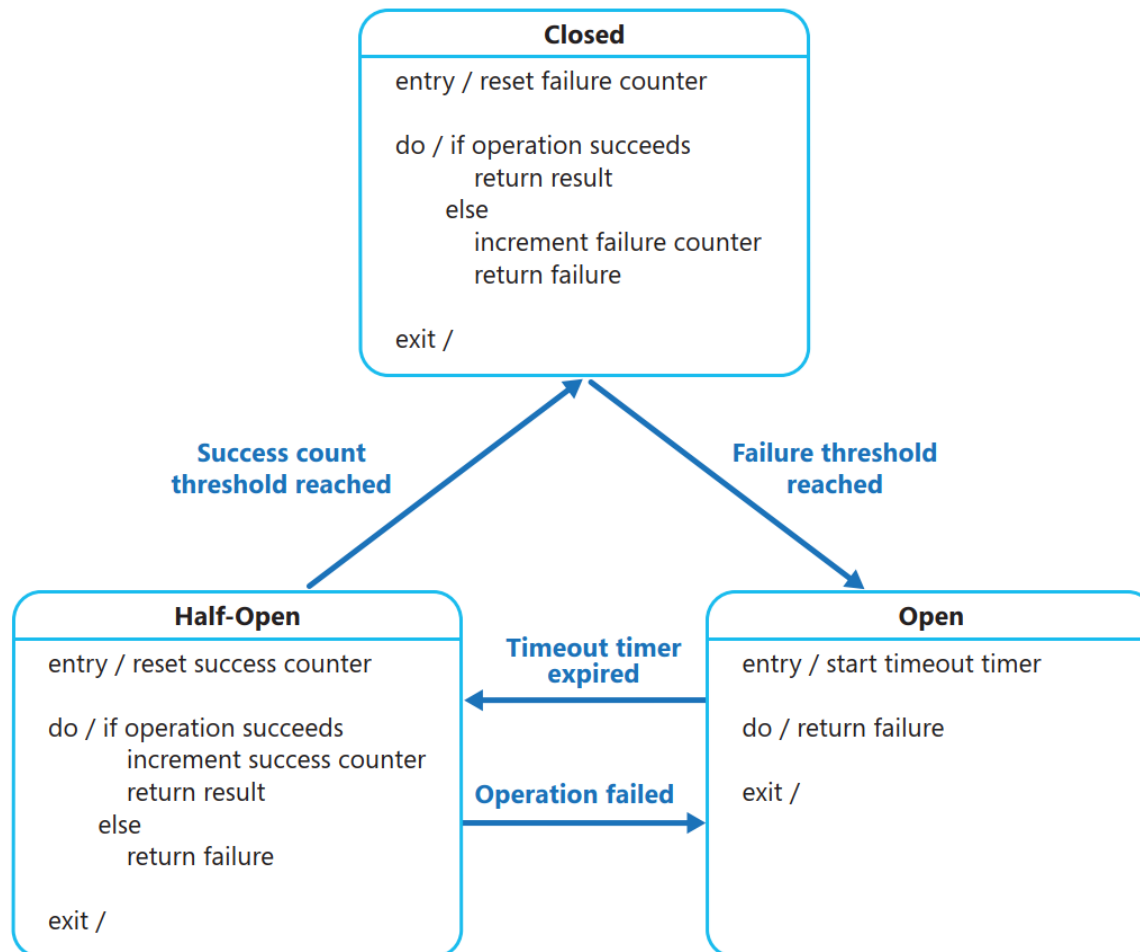 Closed
entry / reset failure counter
do / if operation succeeds
return result
else
increment failure counter
return failure
exit /
Success count
threshold reached
Failure threshold
reached
Half-Open
entry / reset success counter
do / if operation succeeds
increment success counter
return result
else
return failure
exit /
Timeout timer
expired
Operation failed
Open
entry / start timeout timer
do / return failure
exit /